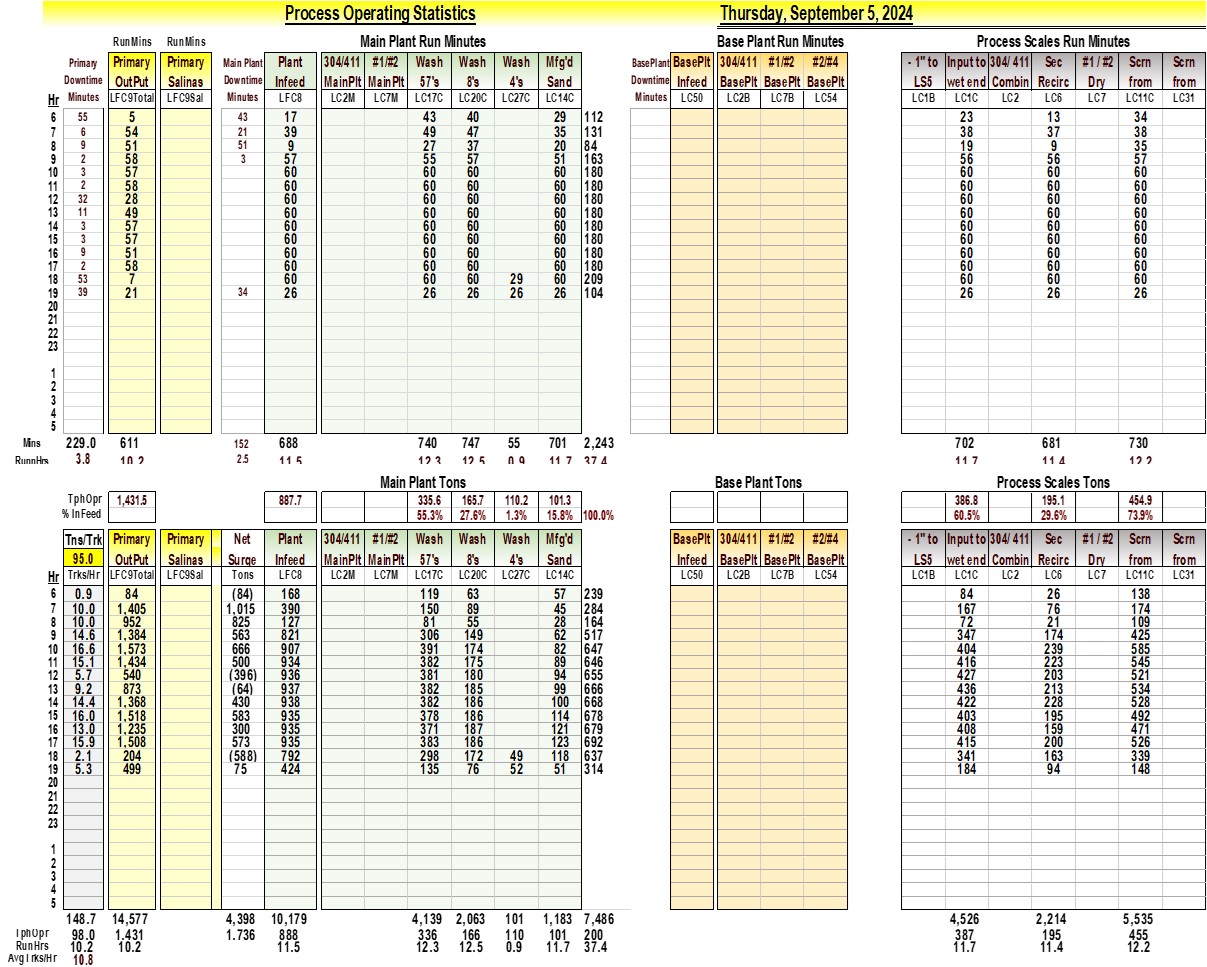 Process Operating Statistics Thursday, September 5, 2024
RunMins RunMins Main Plant Run Minutes Base Plant Run Minutes Process Scales Run Minutes
Primary Primary Primary Main Plant Plant 304/411 #1/#2 Wash Wash Wash Mfg'd BasePlant BasePlt 304/411 #1/#2 #2/#4 - 1" to Input to 304/ 411 Sec #1 / #2 Scrn Scrn
Downtime OutPut Salinas Downtime Infeed MainPlt MainPlt 57's 8's 4's Sand Downtime Infeed BasePlt BasePlt BasePlt LS5 wet end Combin Recirc Dry from from
Hr Minutes LFC9Total LFC9Sal Minutes LFC8 LC2M LC7M LC17C LC20C LC27C LC14C Minutes LC50 LC2B LC7B LC54 LC1B LC1C LC2 LC6 LC7 LC11C LC31
6 55 5 43 17 43 40 29 112 23 13 34
7 6 54 21 39 49 47 35 131 38 37 38
8 9 51 51 9 27 37 20 84 19 9 35
9 2 58 3 57 55 57 51 163 56 56 57
10 3 57 60 60 60 60 180 60 60 60
11 2 58 60 60 60 60 180 60 60 60
12 32 28 60 60 60 60 180 60 60 60
13 11 49 60 60 60 60 180 60 60 60
14 3 57 60 60 60 60 180 60 60 60
15 3 57 60 60 60 60 180 60 60 60
16 9 51 60 60 60 60 180 60 60 60
17 2 58 60 60 60 60 180 60 60 60
18 53 7 60 60 60 29 60 209 60 60 60
19 39 21 34 26 26 26 26 26 104 26 26 26
20
21
22
23
1
2
3
4
5
Mins 229.0 611 152 688 740 747 55 701 2,243 702 681 730
RunnHrs 3.8 10.2 2.5 11.5 12.3 12.5 0.9 11.7 37.4 11.7 11.4 12.2
Main Plant Tons Base Plant Tons Process Scales Tons
TphOpr 1,431.5 887.7 335.6 165.7 110.2 101.3 386.8 195.1 454.9
% InFeed 55.3% 27.6% 1.3% 15.8% 100.0% 60.5% 29.6% 73.9%
Tns/Trk Primary Primary Net Plant 304/411 #1/#2 Wash Wash Wash Mfg'd BasePlt 304/411 #1/#2 #2/#4 - 1" to Input to 304/ 411 Sec #1 / #2 Scrn Scrn
95.0 OutPut Salinas Surge Infeed MainPlt MainPlt 57's 8's 4's Sand Infeed BasePlt BasePlt BasePlt LS5 wet end Combin Recirc Dry from from
Hr Trks/Hr LFC9Total LFC9Sal Tons LFC8 LC2M LC7M LC17C LC20C LC27C LC14C LC50 LC2B LC7B LC54 LC1B LC1C LC2 LC6 LC7 LC11C LC31
6 0.9 84 (84) 168 119 63 57 239 84 26 138
7 10.0 1,405 1,015 390 150 89 45 284 167 76 174
8 10.0 952 825 127 81 55 28 164 72 21 109
9 14.6 1,384 563 821 306 149 62 517 347 174 425
10 16.6 1,573 666 907 391 174 82 647 404 239 585
11 15.1 1,434 500 934 382 175 89 646 416 223 545
12 5.7 540 (396) 936 381 180 94 655 427 203 521
13 9.2 873 (64) 937 382 185 99 666 436 213 534
14 14.4 1,368 430 938 382 186 100 668 422 228 528
15 16.0 1,518 583 935 378 186 114 678 403 195 492
16 13.0 1,235 300 935 371 187 121 679 408 159 471
17 15.9 1,508 573 935 383 186 123 692 415 200 526
18 2.1 204 (588) 792 298 172 49 118 637 341 163 339
19 5.3 499 75 424 135 76 52 51 314 184 94 148
20
21
22
23
1
2
3
4
5
148.7 14,577 4,398 10,179 4,139 2,063 101 1,183 7,486 4,526 2,214 5,535
TphOpr 98.0 1,431 1,736 888 336 166 110 101 200 387 195 455
RunHrs 10.2 10.2 11.5 12.3 12.5 0.9 11.7 37.4 11.7 11.4 12.2
AvgTrks/Hr 10.8